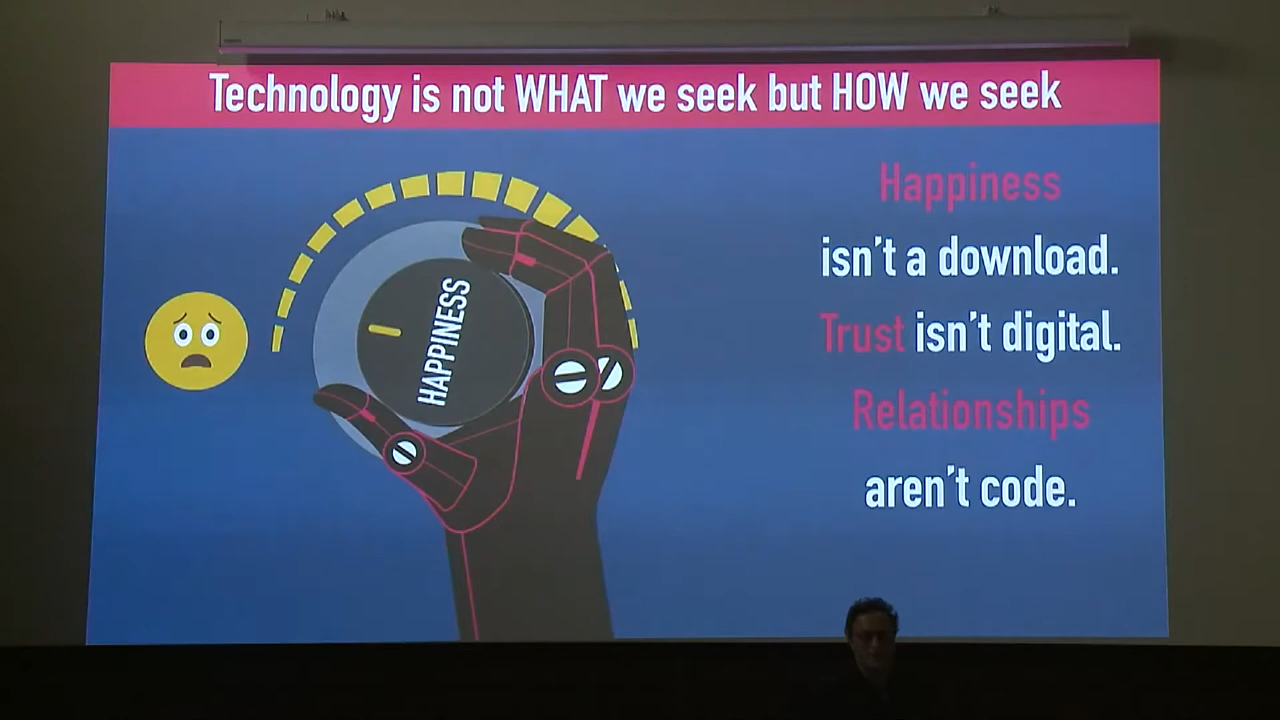 Technology is not WHAT we seek but HOW we seek
HAPPINESS
Happiness
isn't a download.
Trust isn't digital.
Relationships
aren't code.